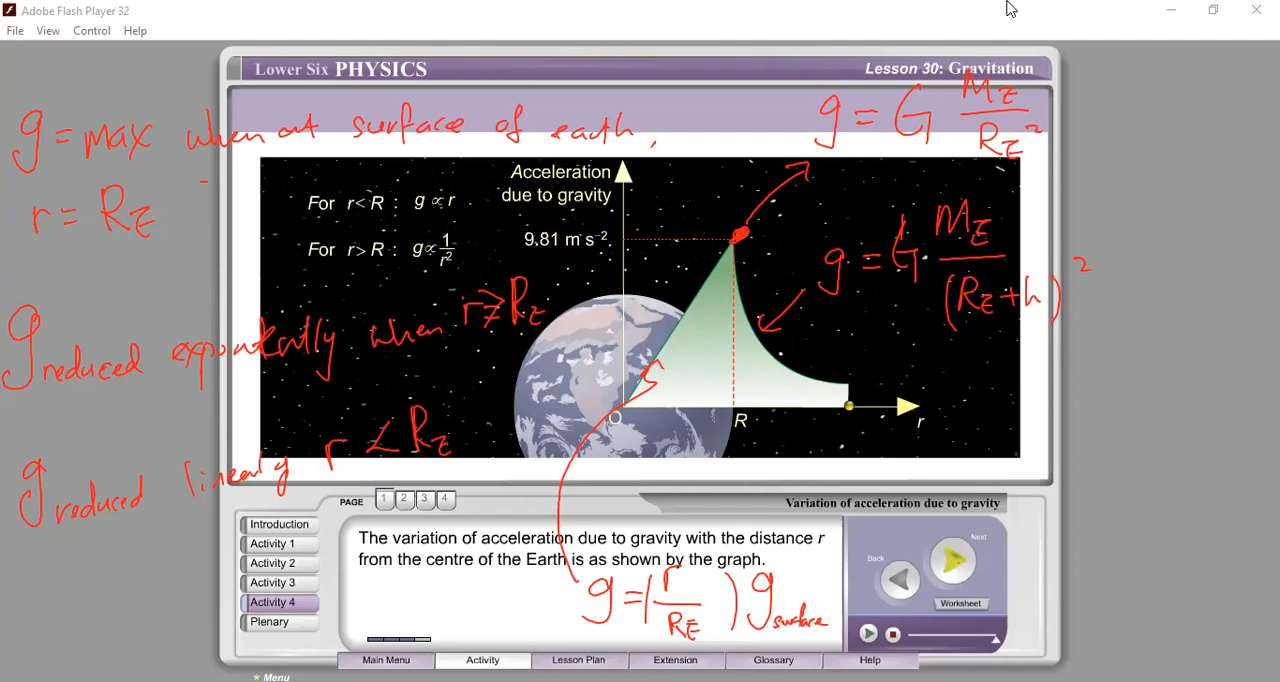 Adobe Flash Player 32
File View Control Help
Lower Six PHYSICS
Lesson 30: Gravitation
g = max when at surface of earth,
r = R_E
g = G M_E / R_E²
For r < R : g ∝ r
For r > R : g ∝ 1/r²
Acceleration
due to gravity
9.81 m s⁻²
g = G M_E / (R_E + h)²
g reduced exponentially when r > R_E
g reduced linearly r < R_E
O
R
r
PAGE 1 2 3 4
Variation of acceleration due to gravity
Introduction
Activity 1
Activity 2
Activity 3
Activity 4
Plenary
The variation of acceleration due to gravity with the distance r
from the centre of the Earth is as shown by the graph.
g = (r / R_E) g surface
Back
Next
Worksheet
Main Menu Activity Lesson Plan Extension Glossary Help
★ Menu